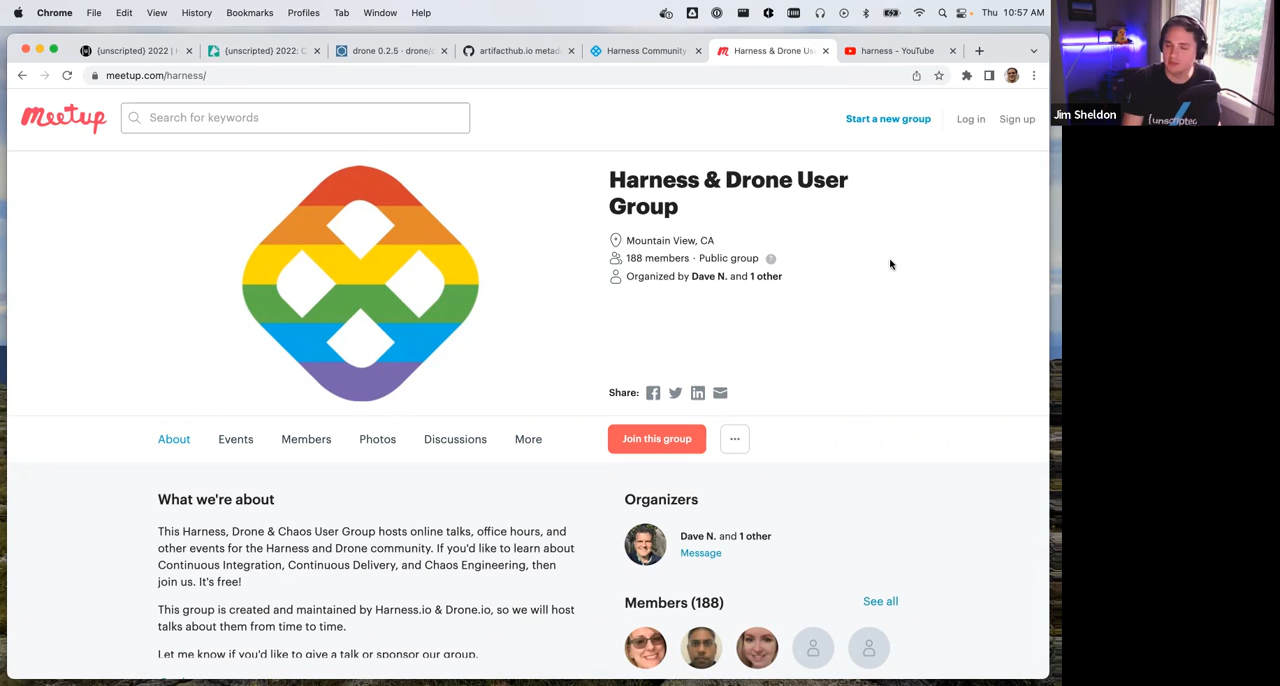 Chrome File Edit View History Bookmarks Profiles Tab Window Help Thu 10:57 AM
{unscripted} 2022 | {unscripted} 2022: C drone 0.2.5 · drone/ artifacthub.io metad Harness Community Harness & Drone Us harness - YouTube
meetup.com/harness/
Meetup
Search for keywords
Start a new group Log in Sign up
Jim Sheldon
Harness & Drone User
Group
Mountain View, CA
188 members · Public group
Organized by Dave N. and 1 other
Share:
About Events Members Photos Discussions More
Join this group
What we're about
This Harness, Drone & Chaos User Group hosts online talks, office hours, and
other events for the Harness and Drone community. If you'd like to learn about
Continuous Integration, Continuous Delivery, and Chaos Engineering, then
join us. It's free!
This group is created and maintained by Harness.io & Drone.io, so we will host
talks about them from time to time.
Let me know if you'd like to give a talk or sponsor our group.
Organizers
Dave N. and 1 other
Message
Members (188) See all